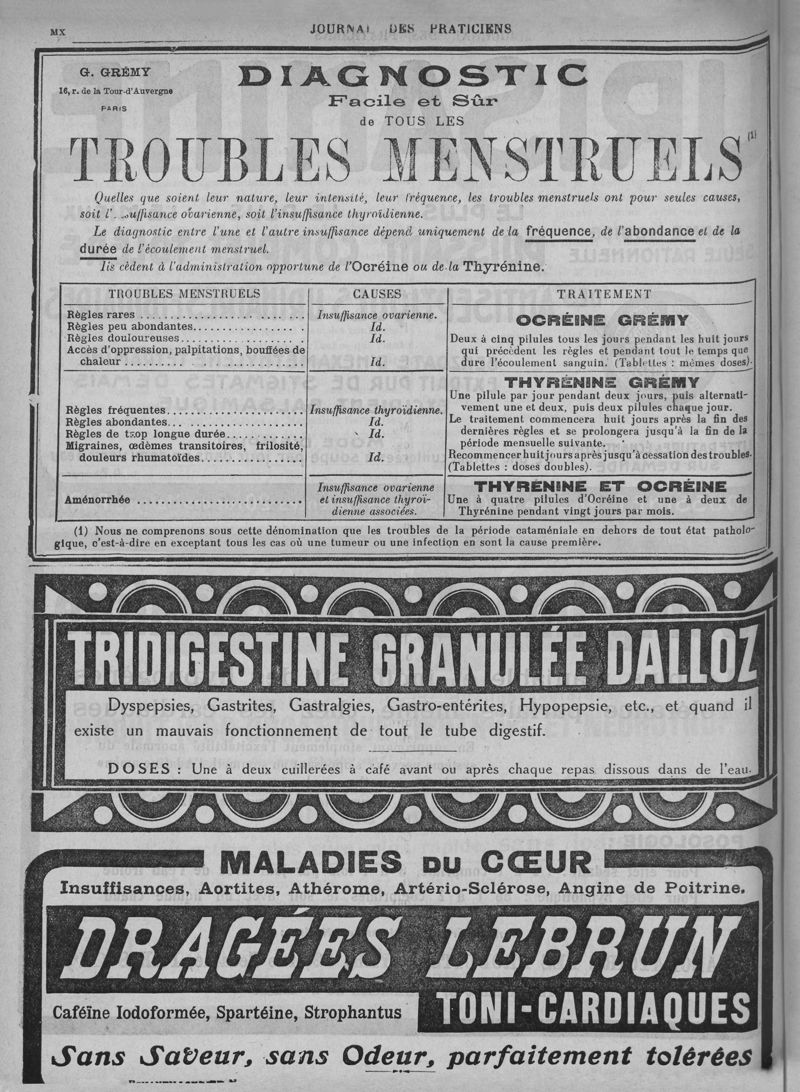 MX
JOURNAL DES PRATICIENS
G. GRÉMY
16, r. de la Tour-d'Auvergne
PARIS
DIAGNOSTIC
Facile et Sûr
de TOUS LES
TROUBLES MENSTRUELS (1)
Quelles que soient leur nature, leur intensité, leur fréquence, les troubles menstruels ont pour seules causes,
soit l'insuffisance ovarienne, soit l'insuffisance thyroïdienne.
Le diagnostic entre l'une et l'autre insuffisance dépend uniquement de la fréquence, de l'abondance et de la
durée de l'écoulement menstruel.
Ils cèdent à l'administration opportune de l'Ocréine ou de la Thyrénine.
TROUBLES MENSTRUELS
CAUSES
TRAITEMENT
Règles rares
Règles peu abondantes
Règles douloureuses
Accès d'oppression, palpitations, bouffées de
chaleur
Insuffisance ovarienne.
Id.
Id.
Id.
OCRÉINE GRÉMY
Deux à cinq pilules tous les jours pendant les huit jours
qui précèdent les règles et pendant tout le temps que
dure l'écoulement sanguin. (Tablettes : mêmes doses).
Règles fréquentes
Règles abondantes
Règles de trop longue durée
Migraines, œdèmes transitoires, frilosité,
douleurs rhumatoïdes
Insuffisance thyroïdienne.
Id.
Id.
Id.
THYRÉNINE GRÉMY
Une pilule par jour pendant deux jours, puis alternati-
vement une et deux, puis deux pilules chaque jour.
Le traitement commencera huit jours après la fin des
dernières règles et se prolongera jusqu'à la fin de la
période mensuelle suivante.
Recommencer huit jours après jusqu'à cessation des troubles.
(Tablettes : doses doubles).
Aménorrhée
Insuffisance ovarienne
et insuffisance thyroï-
dienne associées.
THYRÉNINE ET OCRÉINE
Une à quatre pilules d'Ocréine et une à deux de
Thyrénine pendant vingt jours par mois.
(1) Nous ne comprenons sous cette dénomination que les troubles de la période cataméniale en dehors de tout état patholo-
gique, c'est-à-dire en exceptant tous les cas où une tumeur ou une infection en sont la cause première.
TRIDIGESTINE GRANULÉE DALLOZ
Dyspepsies, Gastrites, Gastralgies, Gastro-entérites, Hypopepsie, etc., et quand il
existe un mauvais fonctionnement de tout le tube digestif.
DOSES : Une à deux cuillerées à café avant ou après chaque repas dissous dans de l'eau.
MALADIES DU CŒUR
Insuffisances, Aortites, Athérome, Artério-Sclérose, Angine de Poitrine.
DRAGÉES LEBRUN
Caféïne Iodoformée, Spartéine, Strophantus
TONI-CARDIAQUES
Sans Saveur, sans Odeur, parfaitement tolérées